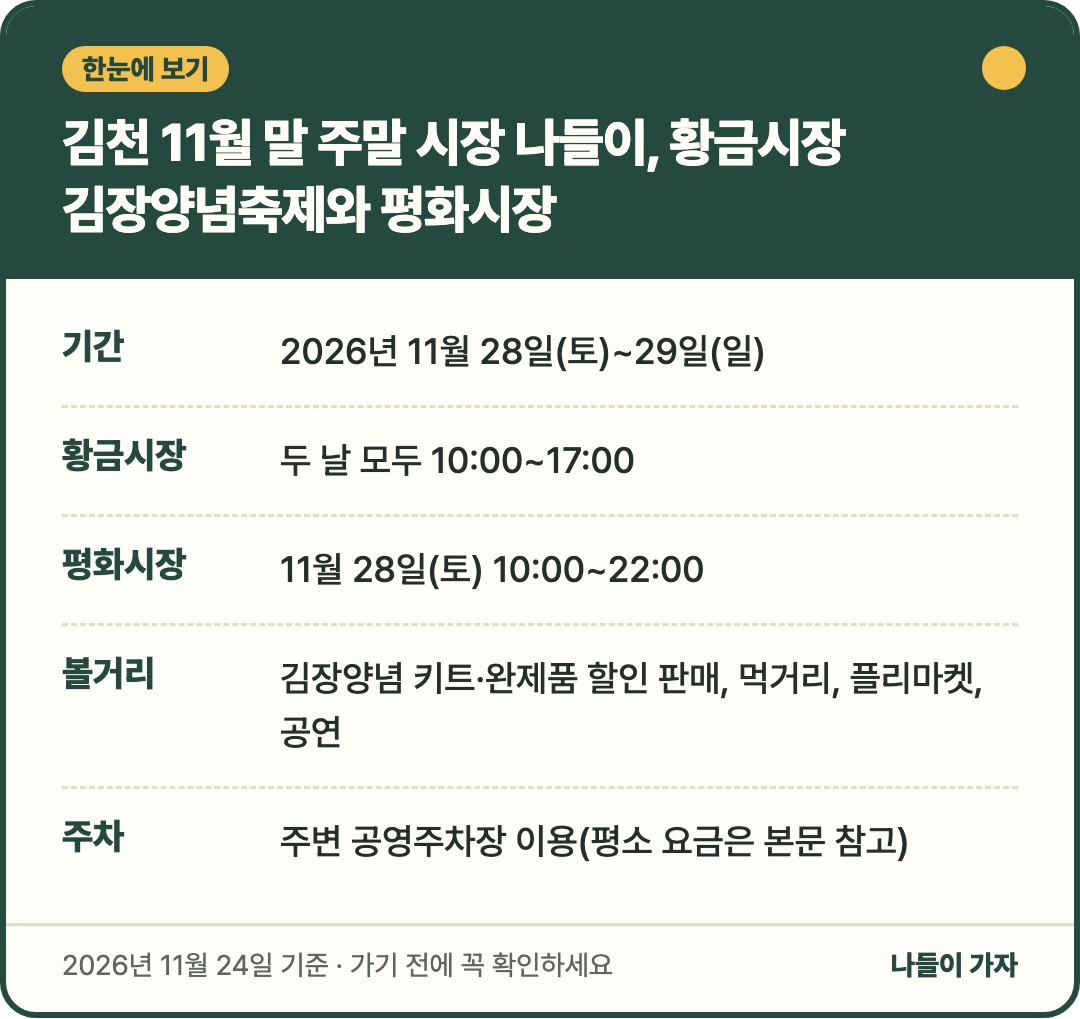 한눈에 보기
김천 11월 말 주말 시장 나들이, 황금시장
김장양념축제와 평화시장
기간
2026년 11월 28일(토)~29일(일)
황금시장
두 날 모두 10:00~17:00
평화시장
11월 28일(토) 10:00~22:00
볼거리
김장양념 키트·완제품 할인 판매, 먹거리, 플리마켓,
공연
주차
주변 공영주차장 이용(평소 요금은 본문 참고)
2026년 11월 24일 기준 · 가기 전에 꼭 확인하세요
나들이 가자